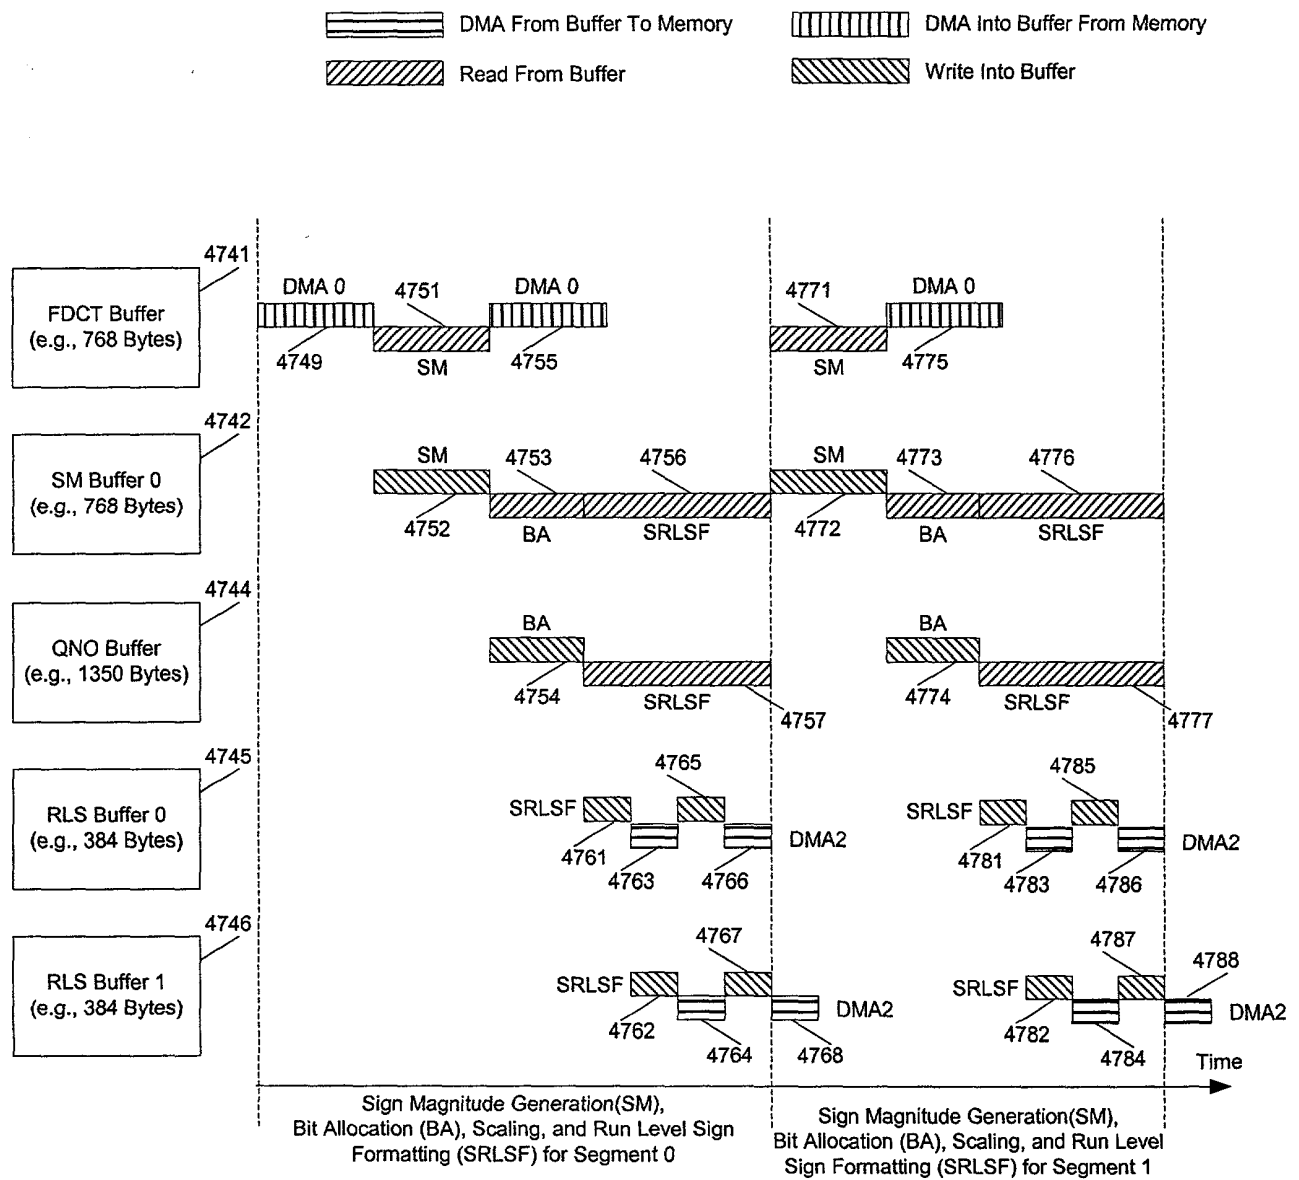 DMA From Buffer To Memory
DMA Into Buffer From Memory
Read From Buffer
Write Into Buffer
4741
FDCT Buffer
(e.g., 768 Bytes)
DMA 0
4751
DMA 0
4771
DMA 0
4749
SM
4755
SM
4775
4742
SM Buffer 0
(e.g., 768 Bytes)
SM
4753
4756
SM
4773
4776
4752
BA
SRLSF
4772
BA
SRLSF
4744
QNO Buffer
(e.g., 1350 Bytes)
BA
BA
4754
SRLSF
4757
4774
SRLSF
4777
4745
RLS Buffer 0
(e.g., 384 Bytes)
4765
4785
SRLSF
DMA2
SRLSF
DMA2
4761
4763
4766
4781
4783
4786
4746
RLS Buffer 1
(e.g., 384 Bytes)
4767
4787
4788
SRLSF
DMA2
SRLSF
DMA2
4762
4764
4768
4782
4784
Time
Sign Magnitude Generation(SM),
Bit Allocation (BA), Scaling, and Run Level Sign
Formatting (SRLSF) for Segment 0
Sign Magnitude Generation(SM),
Bit Allocation (BA), Scaling, and Run Level
Sign Formatting (SRLSF) for Segment 1